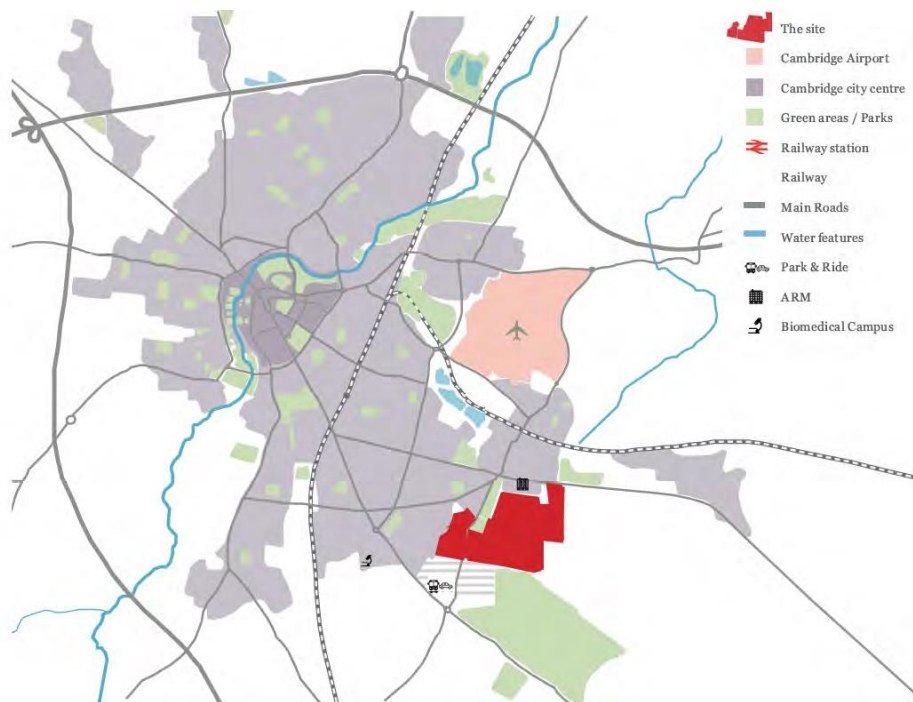 The site
Cambridge Airport
Cambridge city centre
Green areas / Parks
Railway station
Railway
Main Roads
Water features
Park & Ride
ARM
Biomedical Campus